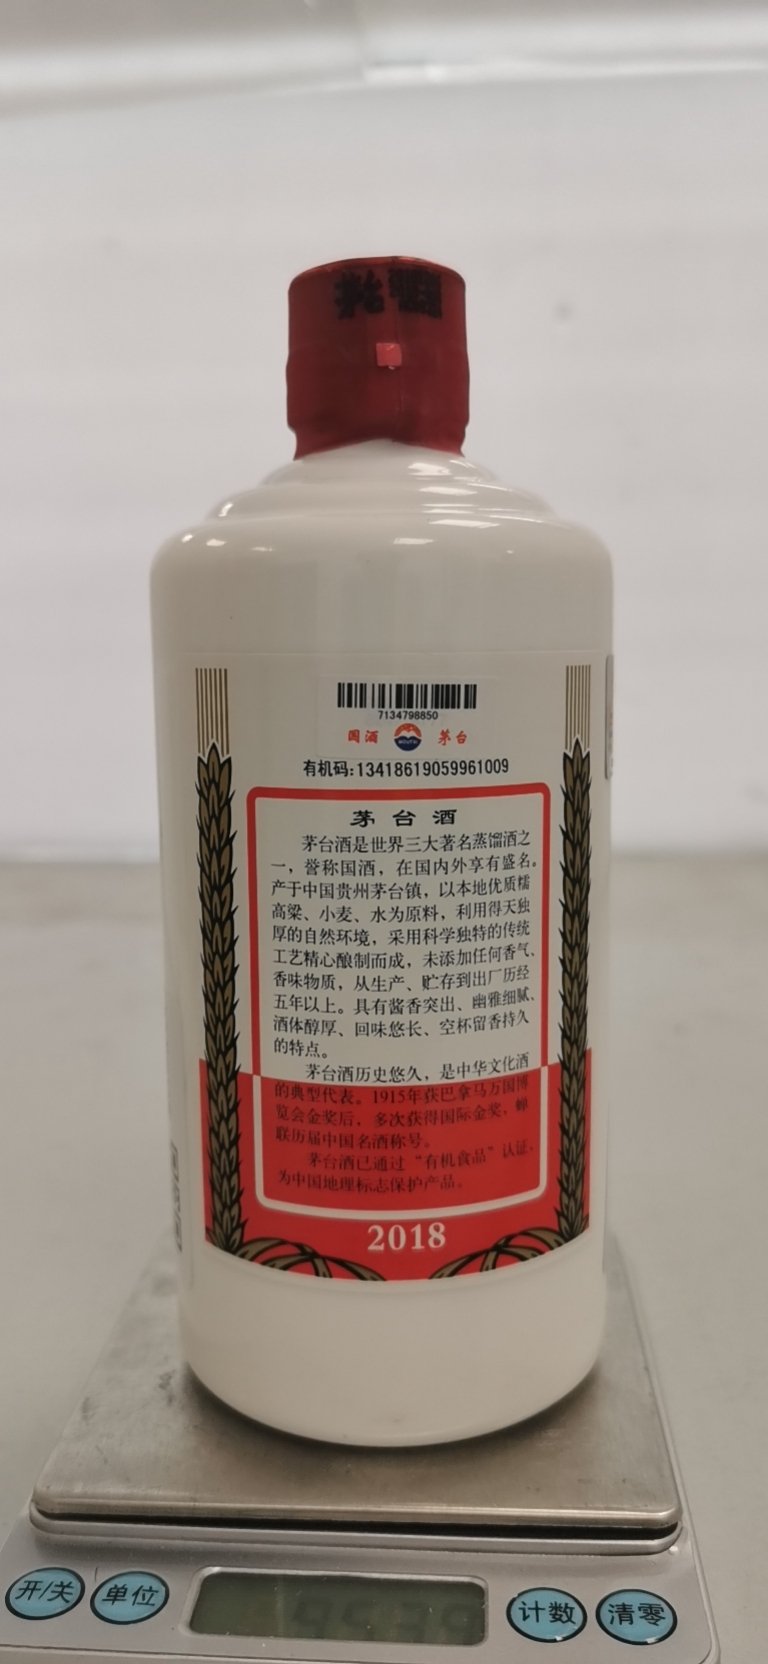 7134798850
国酒 MOUTAI 茅台
有机码:13418619059961009
茅台酒
茅台酒是世界三大著名蒸馏酒之
一，誉称国酒，在国内外享有盛名。
产于中国贵州茅台镇，以本地优质糯
高粱、小麦、水为原料，利用得天独
厚的自然环境，采用科学独特的传统
工艺精心酿制而成，未添加任何香气、
香味物质，从生产、贮存到出厂历经
五年以上。具有酱香突出、幽雅细腻、
酒体醇厚、回味悠长、空杯留香持久
的特点。
茅台酒历史悠久，是中华文化酒
的典型代表。1915年获巴拿马万国博
览会金奖后，多次获得国际金奖，蝉
联历届中国名酒称号。
茅台酒已通过“有机食品”认证，
为中国地理标志保护产品。
2018
开/关 单位 计数 清零